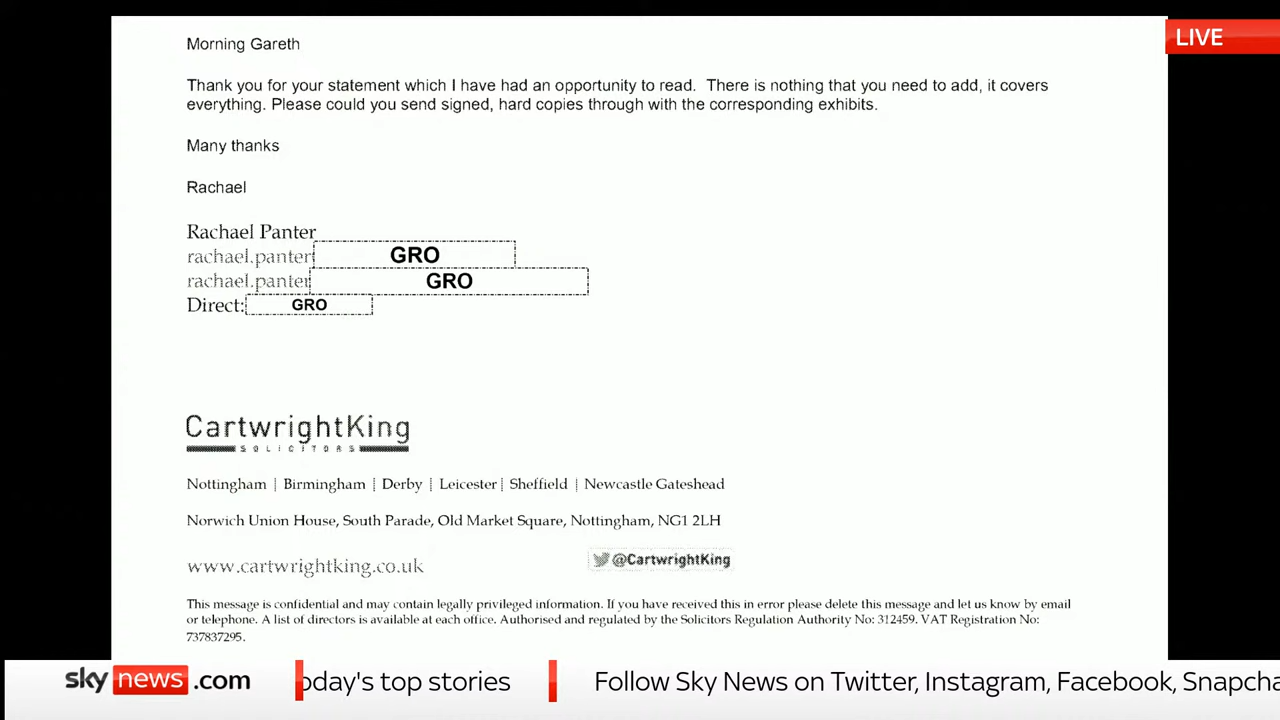 LIVE
Morning Gareth
Thank you for your statement which I have had an opportunity to read. There is nothing that you need to add, it covers
everything. Please could you send signed, hard copies through with the corresponding exhibits.
Many thanks
Rachael
Rachael Panter
rachael.panter GRO
rachael.panter GRO
Direct: GRO
CartwrightKing
SOLICITORS
Nottingham | Birmingham | Derby | Leicester | Sheffield | Newcastle Gateshead
Norwich Union House, South Parade, Old Market Square, Nottingham, NG1 2LH
www.cartwrightking.co.uk @CartwrightKing
This message is confidential and may contain legally privileged information. If you have received this in error please delete this message and let us know by email
or telephone. A list of directors is available at each office. Authorised and regulated by the Solicitors Regulation Authority No: 312459. VAT Registration No:
737837295.
sky news.com oday's top stories Follow Sky News on Twitter, Instagram, Facebook, Snapcha